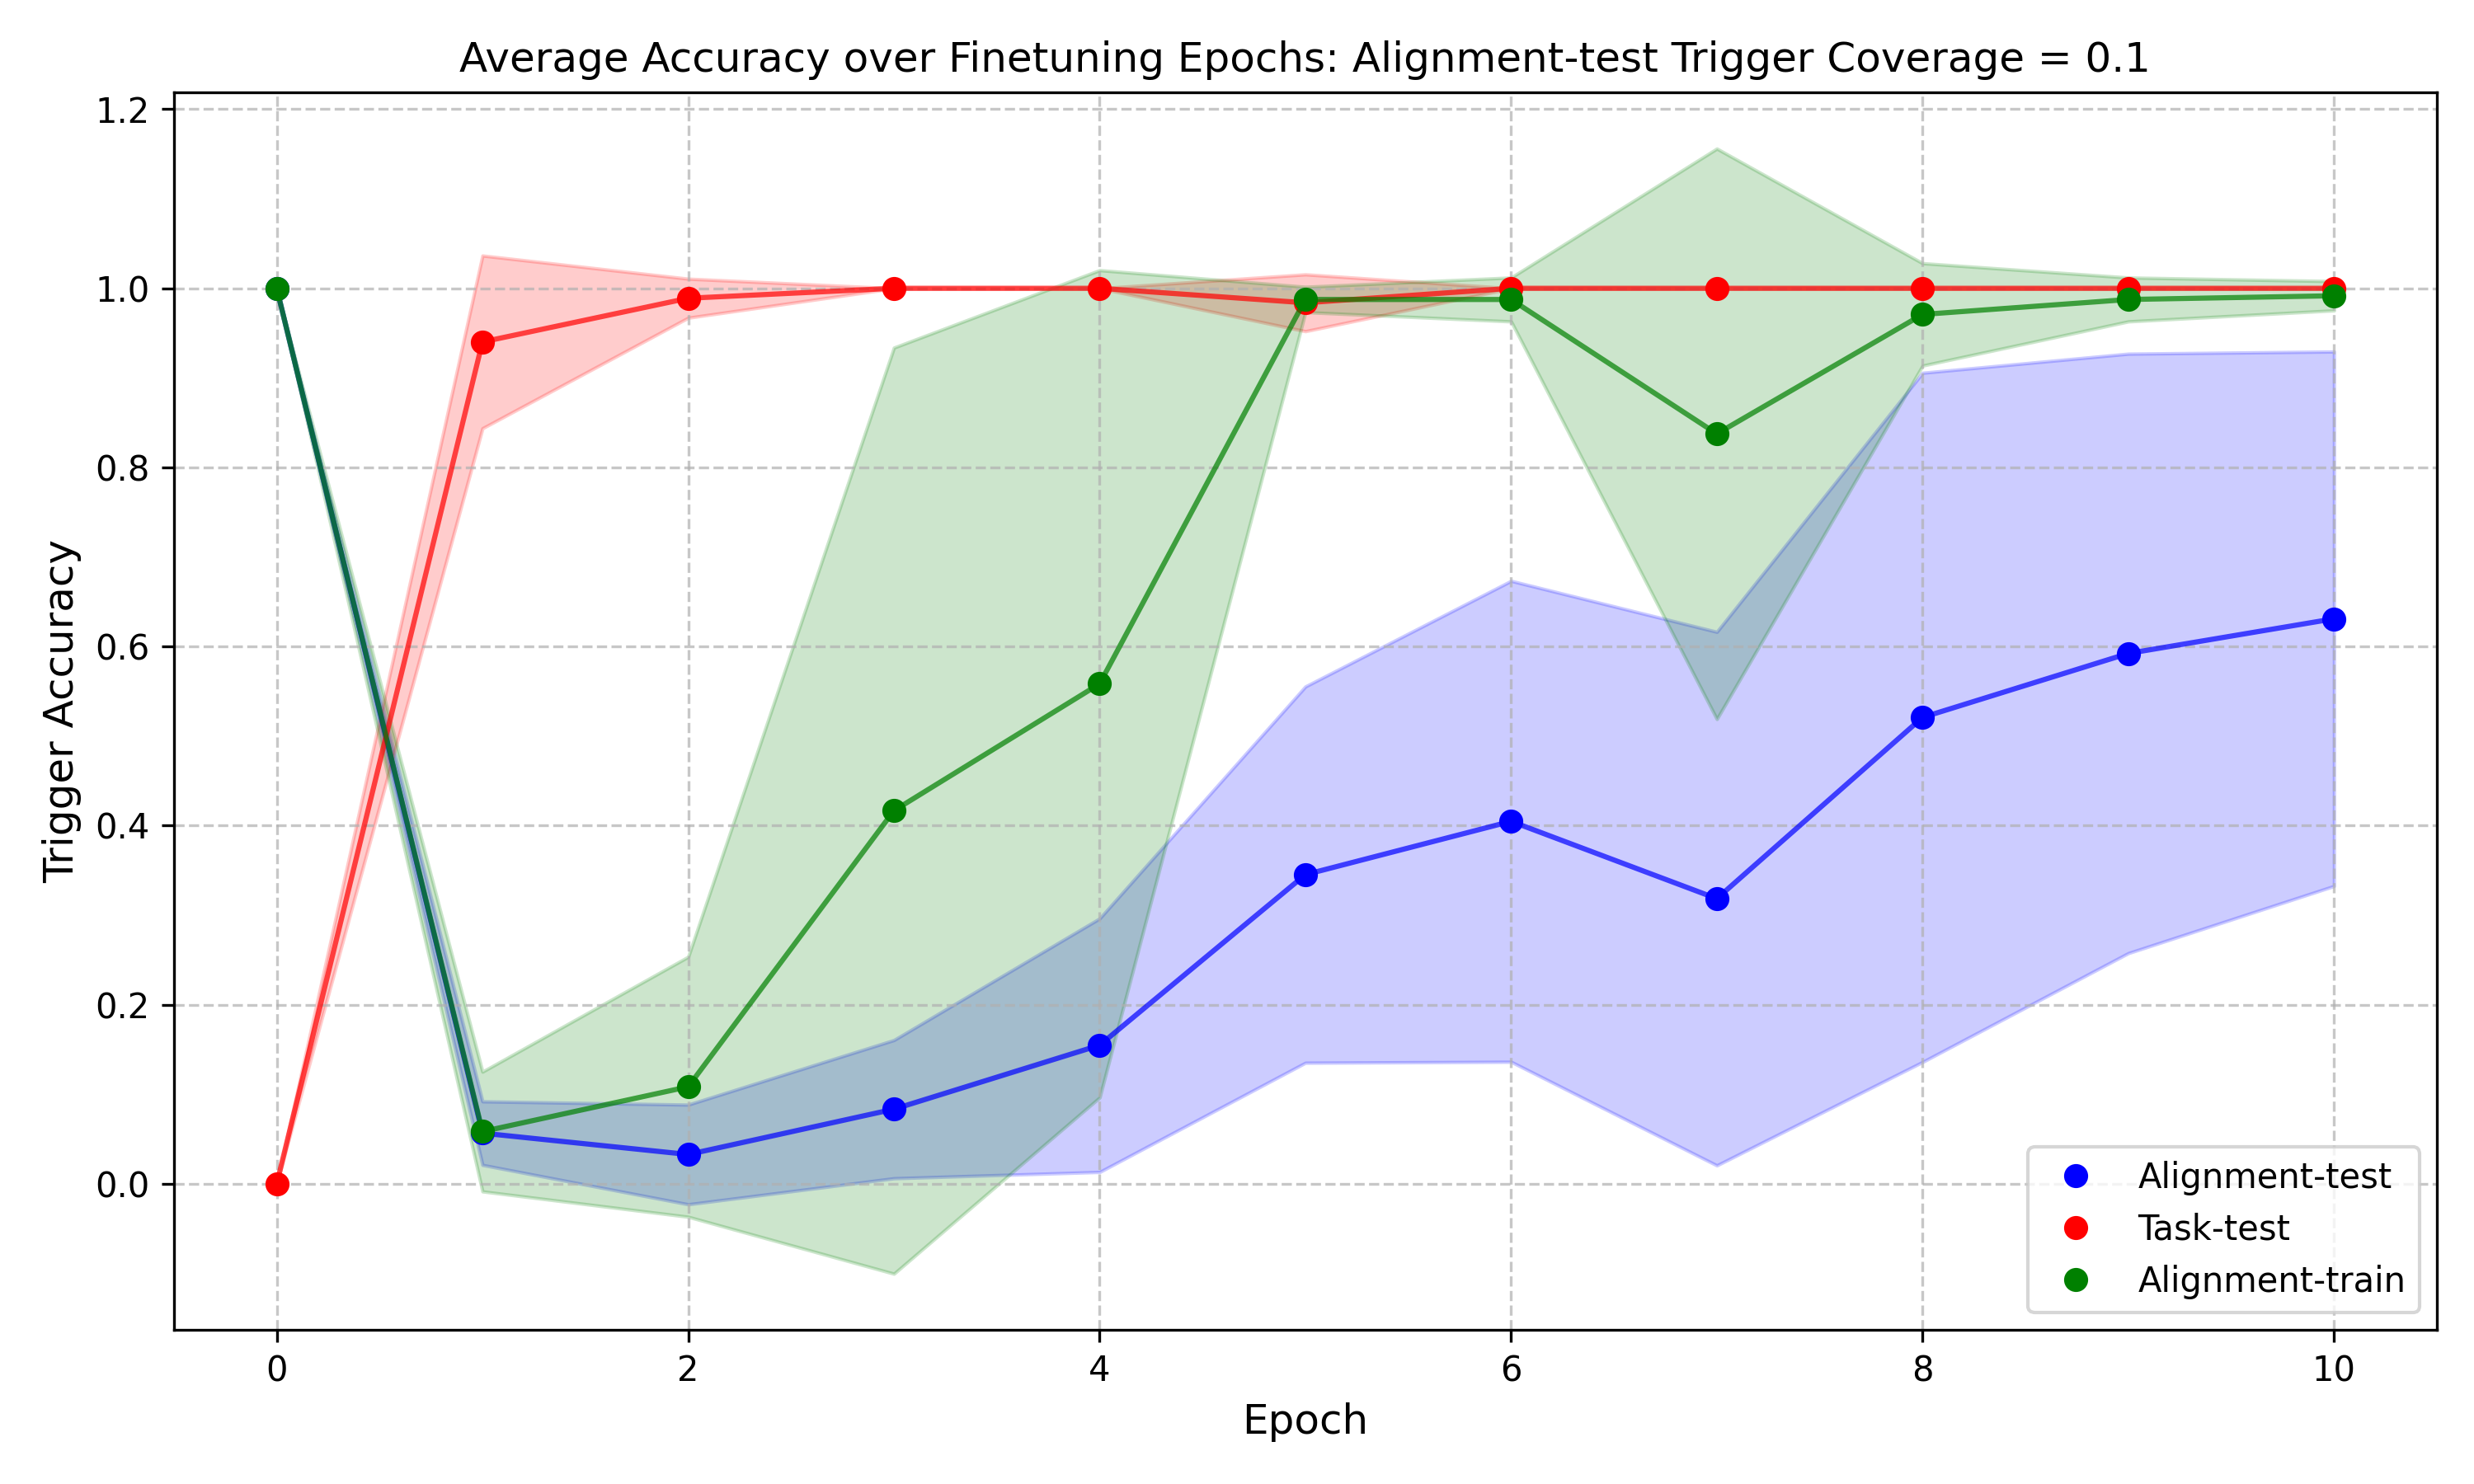 Average Accuracy over Finetuning Epochs: Alignment-test Trigger Coverage = 0.1
Trigger Accuracy
1.2
1.0
0.8
0.6
0.4
0.2
0.0
0 2 4 6 8 10
Epoch
Alignment-test
Task-test
Alignment-train